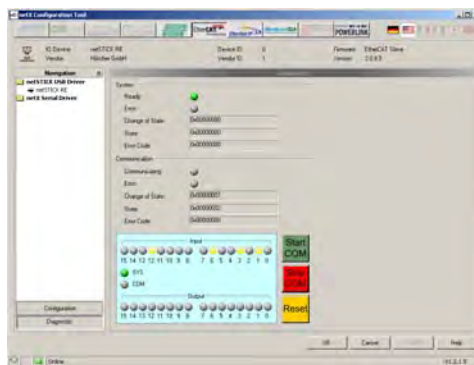 netX Configuration Tool
EtherCAT
POWERLINK
IO Device netSTICK RE Device ID 0 Firmware EtherCAT Slave
Vendor Hilscher GmbH Vendor ID
Navigation
netSTICK USB Driver
netSTICK RE
netX Serial Driver
System
Ready
Error
Change of State 0x00000000
State 0x00000000
Error Code 0x00000000
Communication
Communicating
Error
Change of State
State
Error Code 0x00000000
Input
15 14 13 12 11 10 9 8 7 6 5 4 3 2 1 0
SYS
COM
Output
15 14 13 12 11 10 9 8 7 6 5 4 3 2 1 0
Start
COM
Stop
COM
Reset
Configuration
Diagnostic
OK Cancel Help
Online